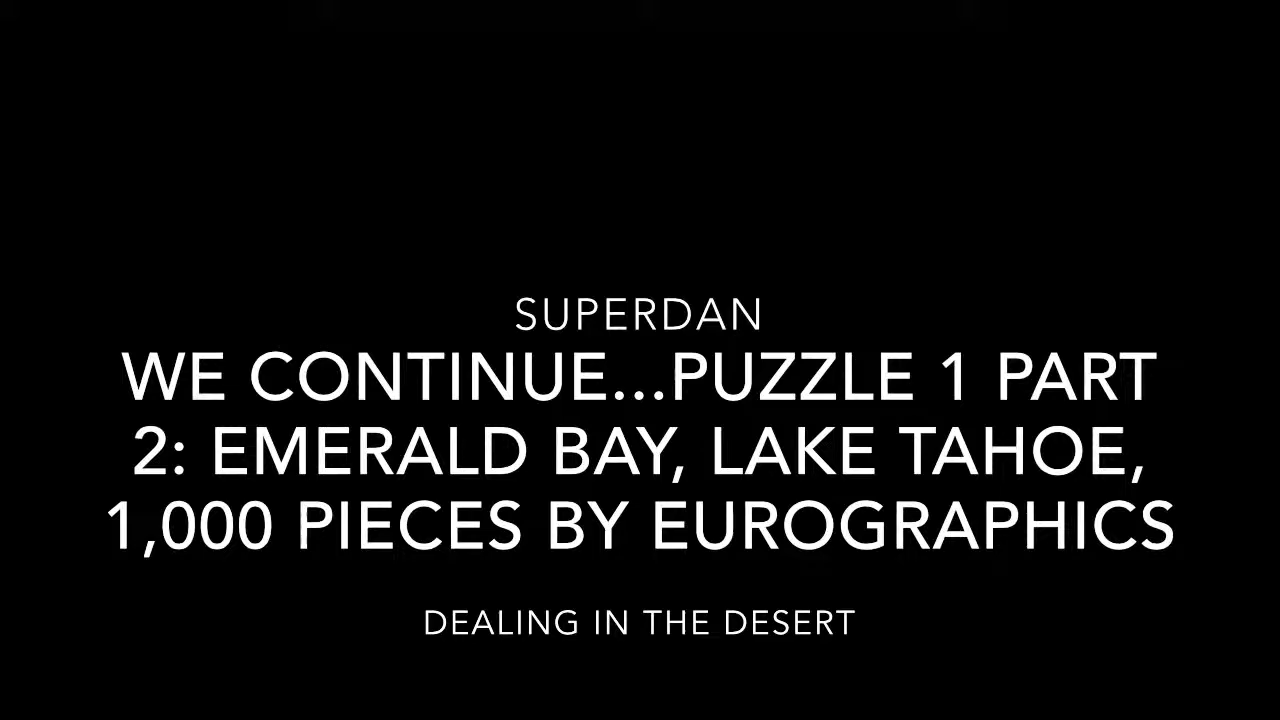 SUPERDAN
WE CONTINUE...PUZZLE 1 PART
2: EMERALD BAY, LAKE TAHOE,
1,000 PIECES BY EUROGRAPHICS
DEALING IN THE DESERT